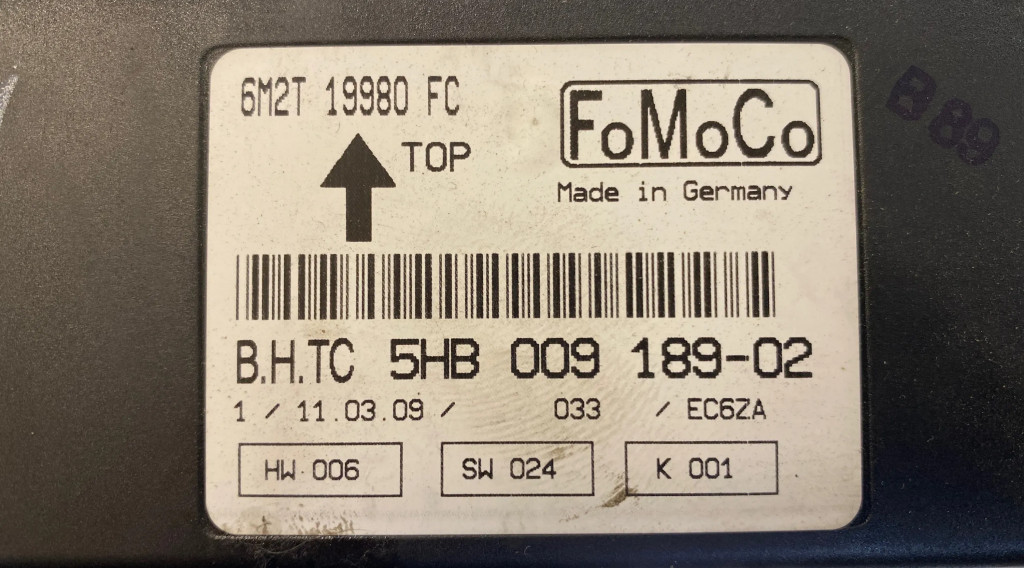 6M2T 19980 FC
FoMoCo
TOP
Made in Germany
B.H.TC 5HB 009 189-02
1 / 11.03.09 / 033 / EC6ZA
HW 006
SW 024
K 001
B89